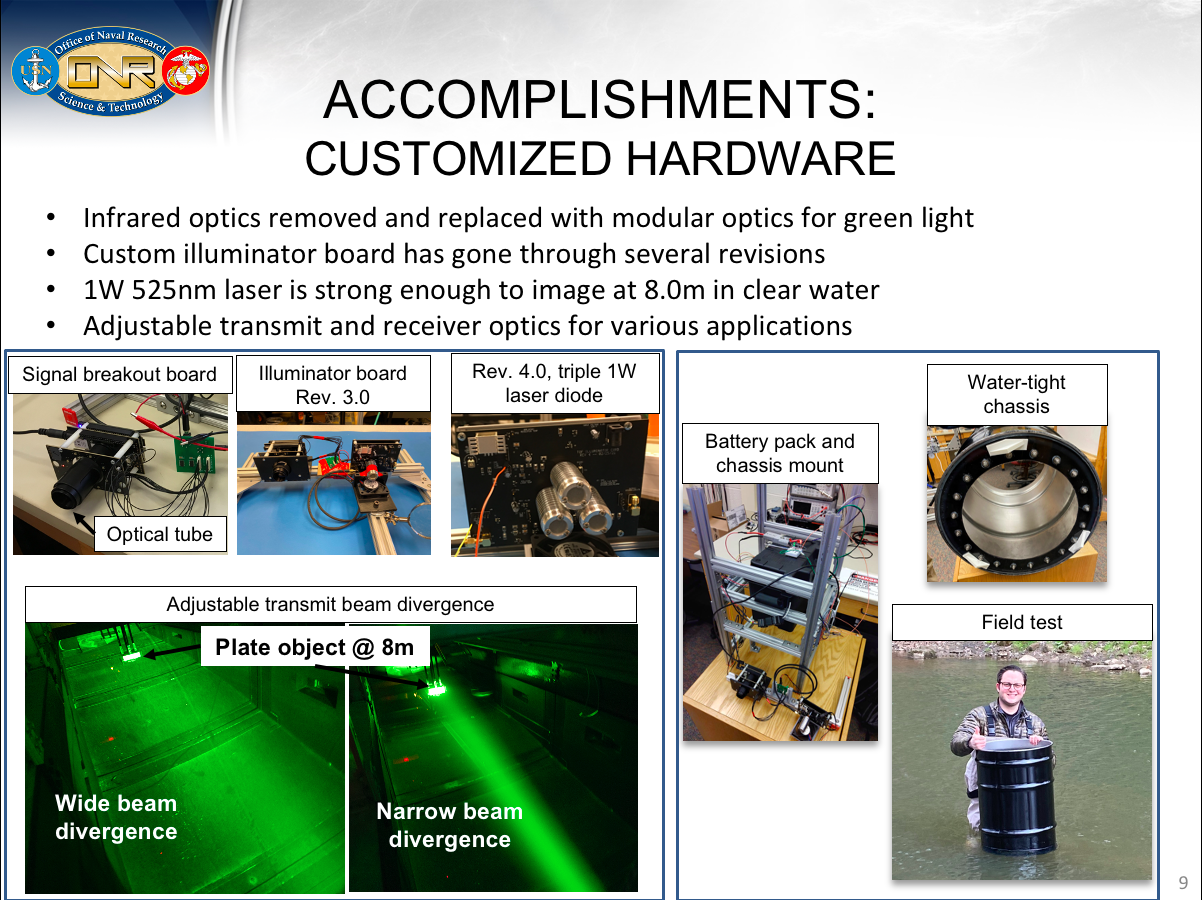 Office of Naval Research
USN
ONR
Science & Technology
ACCOMPLISHMENTS:
CUSTOMIZED HARDWARE
• Infrared optics removed and replaced with modular optics for green light
• Custom illuminator board has gone through several revisions
• 1W 525nm laser is strong enough to image at 8.0m in clear water
• Adjustable transmit and receiver optics for various applications
Signal breakout board
Optical tube
Illuminator board
Rev. 3.0
Rev. 4.0, triple 1W
laser diode
Adjustable transmit beam divergence
Plate object @ 8m
Wide beam
divergence
Narrow beam
divergence
Battery pack and
chassis mount
Water-tight
chassis
Field test
9